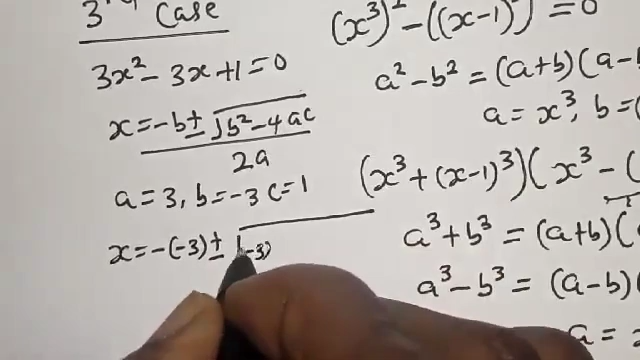 3rd Case
3x² - 3x + 1 = 0
x = -b ± √b² - 4ac
2a
a = 3, b = -3 c = 1
x = -(-3) ± √(-3)
(x³)² - ((x-1)³)² = 0
a² - b² = (a+b)(a-b
a = x³, b = (
(x³ + (x-1)³)(x³ - (
a³ + b³ = (a+b)(
a³ - b³ = (a-b)(
a =